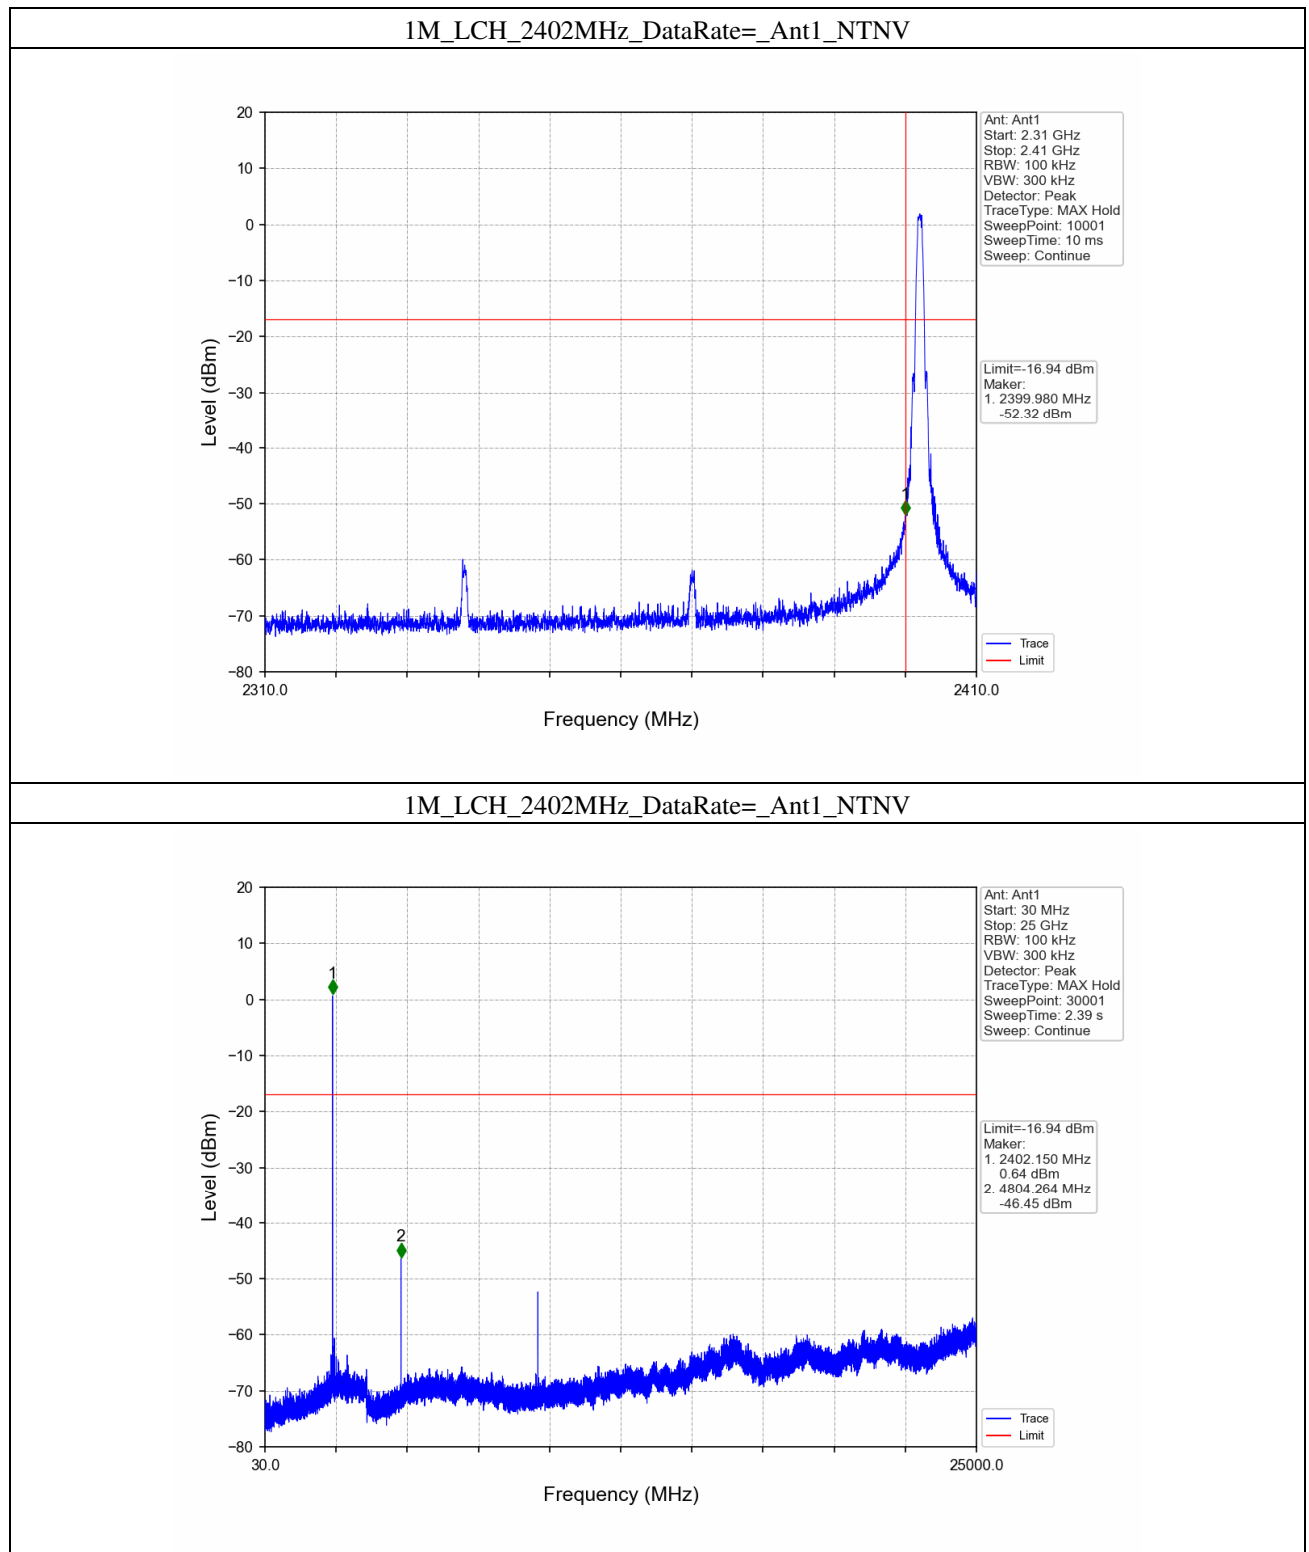 1M_LCH_2402MHz_DataRate=_Ant1_NTNV
20
10
0
−10
−20
−30
−40
−50
−60
−70
−80
Level (dBm)
2310.0
2410.0
Frequency (MHz)
1
Ant: Ant1
Start: 2.31 GHz
Stop: 2.41 GHz
RBW: 100 kHz
VBW: 300 kHz
Detector: Peak
TraceType: MAX Hold
SweepPoint: 10001
SweepTime: 10 ms
Sweep: Continue
Limit=-16.94 dBm
Maker:
1. 2399.980 MHz
-52.32 dBm
Trace
Limit
1M_LCH_2402MHz_DataRate=_Ant1_NTNV
20
10
0
−10
−20
−30
−40
−50
−60
−70
−80
Level (dBm)
30.0
25000.0
Frequency (MHz)
1
2
Ant: Ant1
Start: 30 MHz
Stop: 25 GHz
RBW: 100 kHz
VBW: 300 kHz
Detector: Peak
TraceType: MAX Hold
SweepPoint: 30001
SweepTime: 2.39 s
Sweep: Continue
Limit=-16.94 dBm
Maker:
1. 2402.150 MHz
0.64 dBm
2. 4804.264 MHz
-46.45 dBm
Trace
Limit